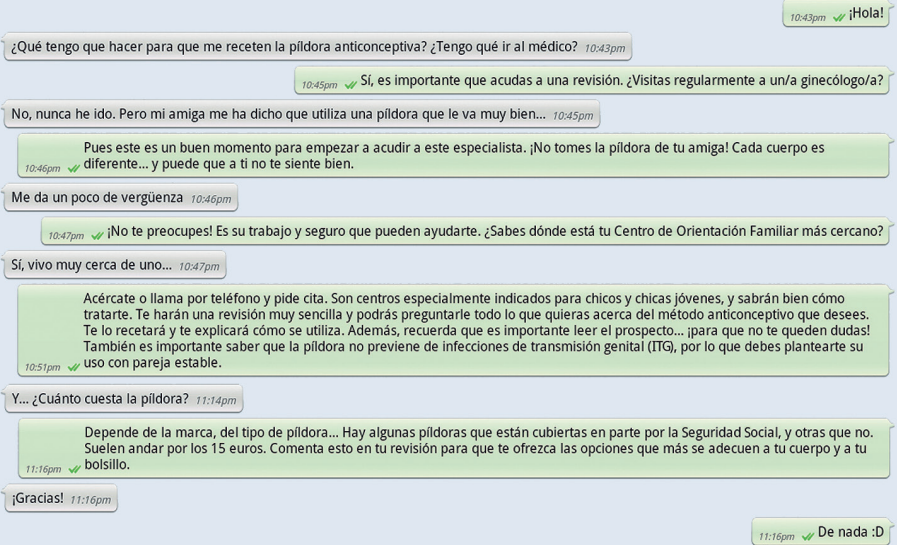 10:43pm ¡Hola!
¿Qué tengo que hacer para que me receten la píldora anticonceptiva? ¿Tengo qué ir al médico? 10:43pm
10:45pm Sí, es importante que acudas a una revisión. ¿Visitas regularmente a un/a ginecólogo/a?
No, nunca he ido. Pero mi amiga me ha dicho que utiliza una píldora que le va muy bien... 10:45pm
Pues este es un buen momento para empezar a acudir a este especialista. ¡No tomes la píldora de tu amiga! Cada cuerpo es
10:46pm diferente... y puede que a ti no te siente bien.
Me da un poco de vergüenza 10:46pm
10:47pm ¡No te preocupes! Es su trabajo y seguro que pueden ayudarte. ¿Sabes dónde está tu Centro de Orientación Familiar más cercano?
Sí, vivo muy cerca de uno... 10:47pm
Acércate o llama por teléfono y pide cita. Son centros especialmente indicados para chicos y chicas jóvenes, y sabrán bien cómo
tratarte. Te harán una revisión muy sencilla y podrás preguntarle todo lo que quieras acerca del método anticonceptivo que desees.
Te lo recetará y te explicará cómo se utiliza. Además, recuerda que es importante leer el prospecto... ¡para que no te queden dudas!
También es importante saber que la píldora no previene de infecciones de transmisión genital (ITG), por lo que debes plantearte su
10:51pm uso con pareja estable.
Y... ¿Cuánto cuesta la píldora? 11:14pm
Depende de la marca, del tipo de píldora... Hay algunas píldoras que están cubiertas en parte por la Seguridad Social, y otras que no.
Suelen andar por los 15 euros. Comenta esto en tu revisión para que te ofrezca las opciones que más se adecuen a tu cuerpo y a tu
11:16pm bolsillo.
¡Gracias! 11:16pm
11:16pm De nada :D